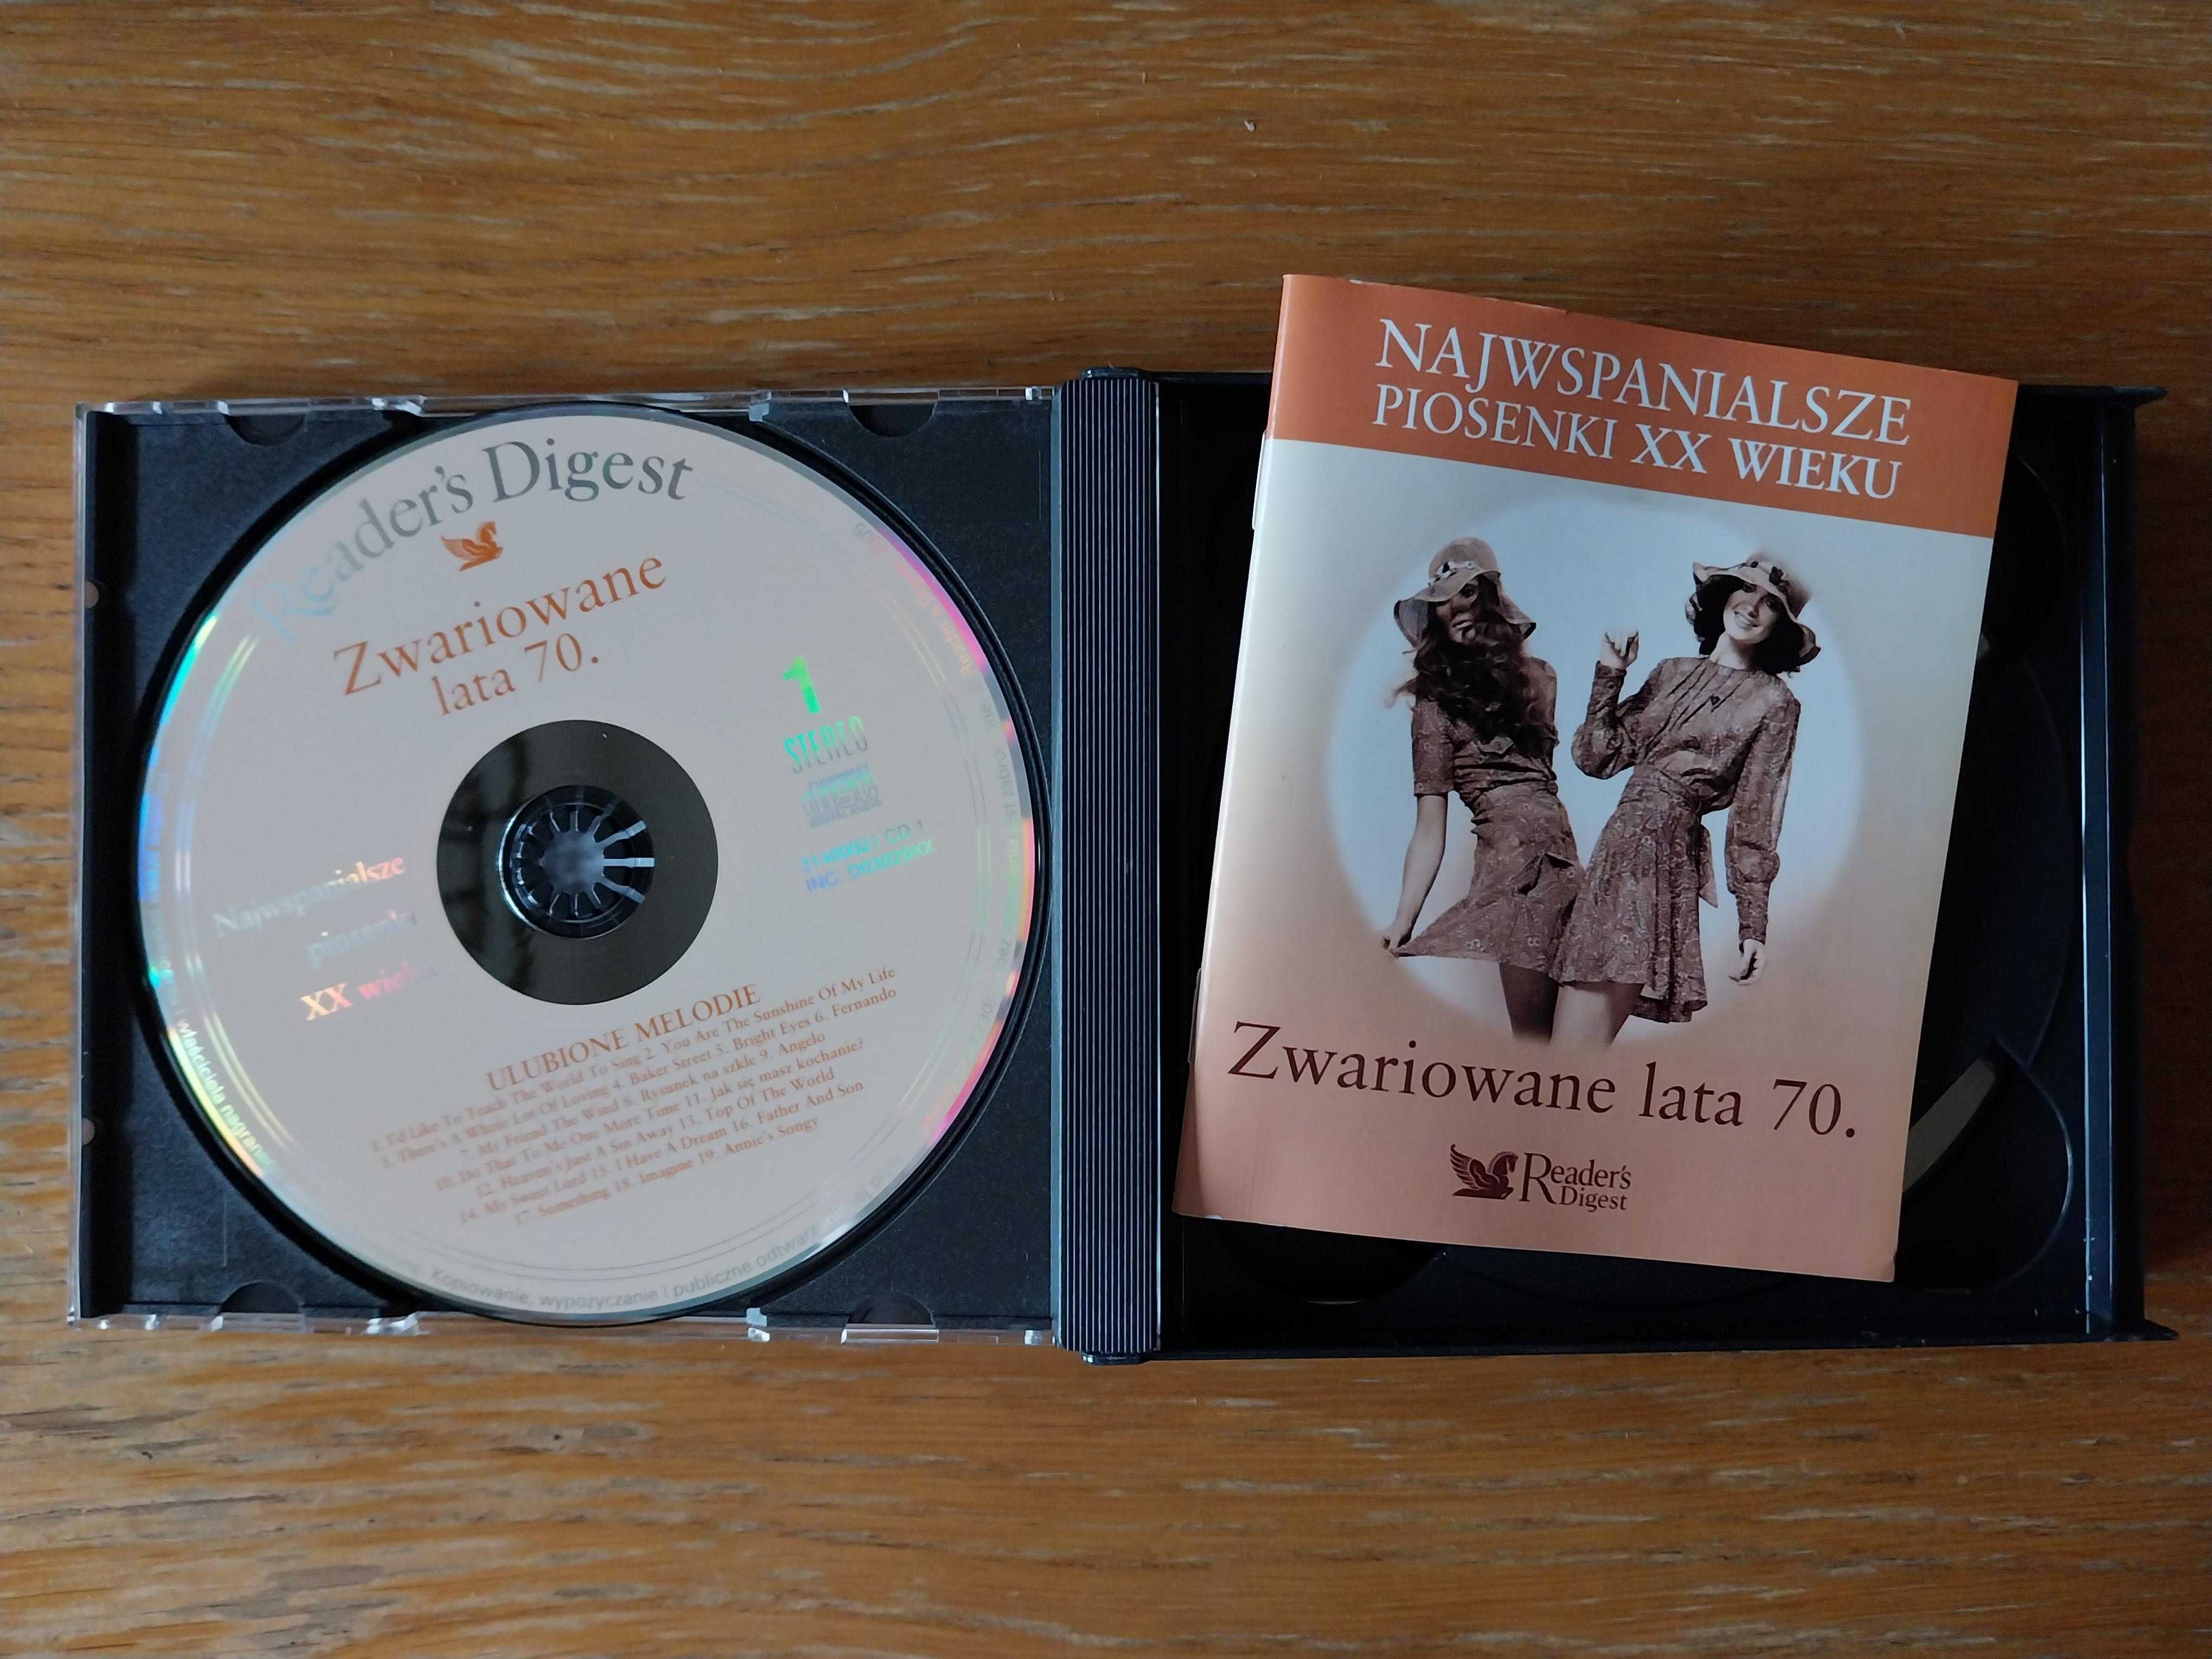 Reader's Digest
Zwariowane
lata 70.
1
STEREO
Najwspanialsze
piosenki
XX wieku
ULUBIONE MELODIE
1. I'd Like To Teach The World To Sing 2. You Are The Sunshine Of My Life
3. There's A Whole Lot Of Loving 4. Baker Street 5. Bright Eyes 6. Fernando
7. My Friend The Wind 8. Rysunek na szkle 9. Angelo
10. Do That To Me One More Time 11. Jak się masz kochanie?
12. Heaven's Just A Sin Away 13. Top Of The World
14. My Sweet Lord 15. I Have A Dream 16. Father And Son
17. Something 18. Imagine 19. Annie's Songy
i właściciela nagrania
Kopiowanie, wypożyczanie i publiczne odtwarzanie
NAJWSPANIALSZE
PIOSENKI XX WIEKU
Zwariowane lata 70.
Reader's
Digest